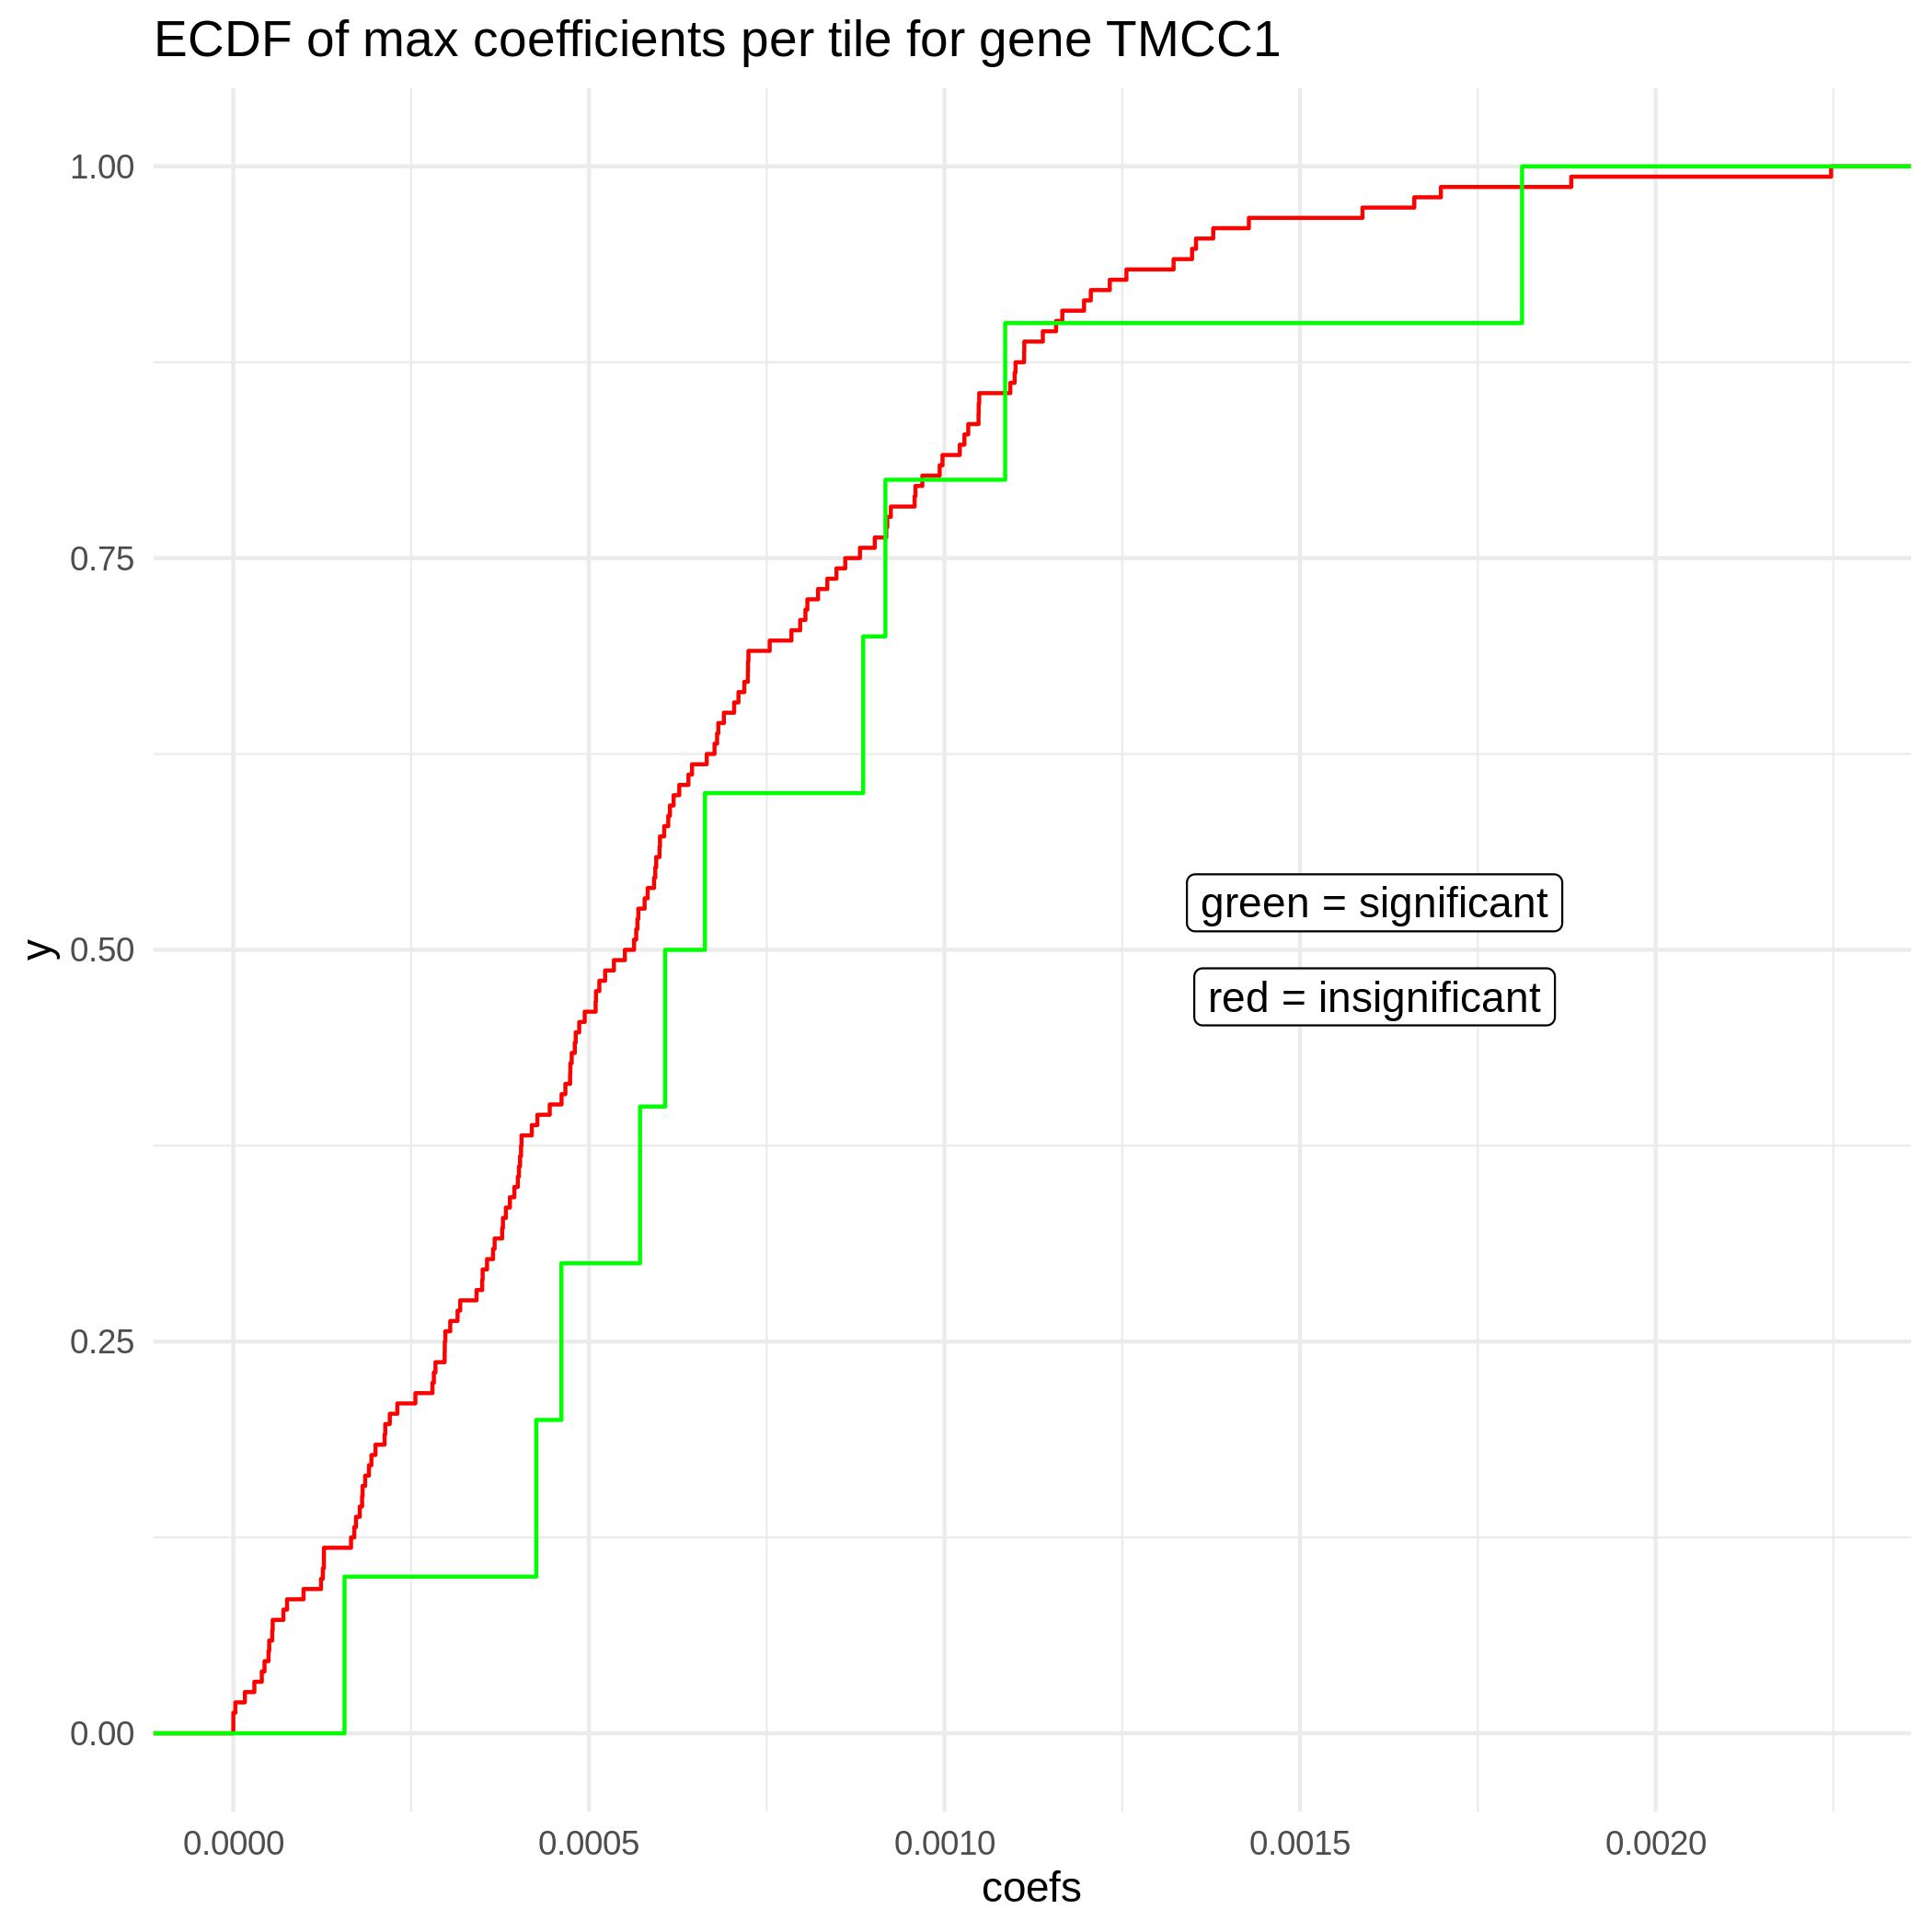 ECDF of max coefficients per tile for gene TMCC1
1.00
0.75
0.50
0.25
0.00
y
green = significant
red = insignificant
0.0000
0.0005
0.0010
0.0015
0.0020
coefs